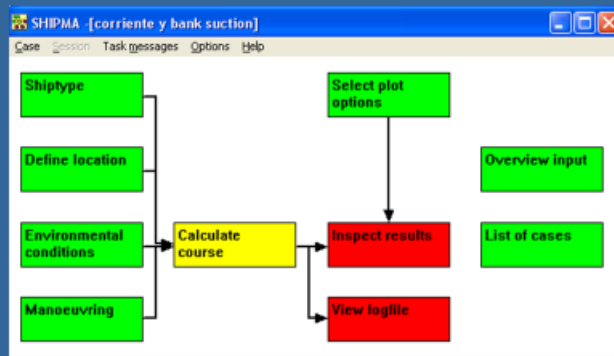 SHIPMA -[corriente y bank suction]
Case Session Task messages Options Help
Shiptype
Select plot
options
Define location
Overview input
Environmental
conditions
Calculate
course
Inspect results
List of cases
Manoeuvring
View logfile